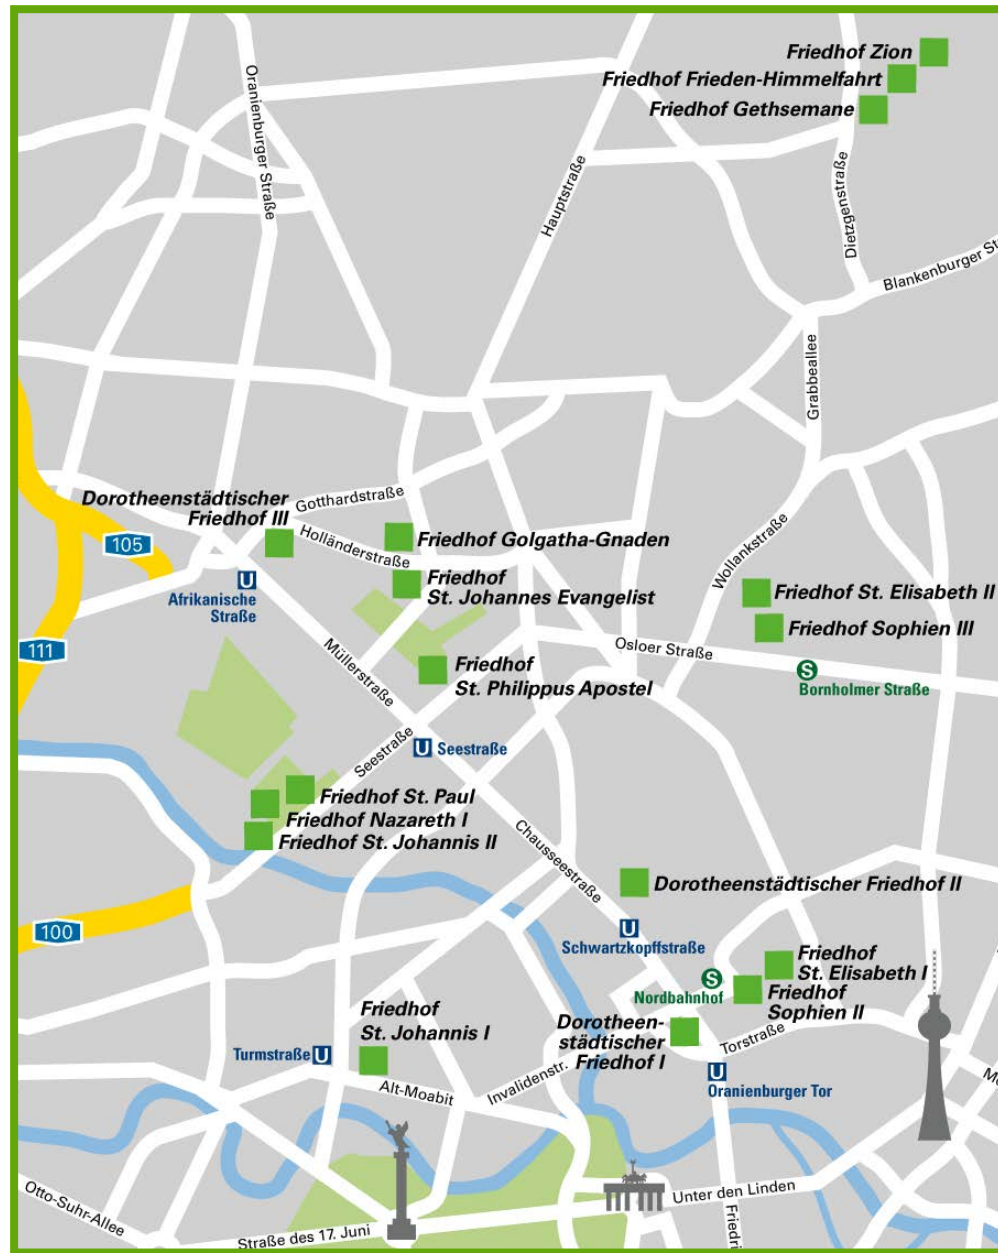 Friedhof Zion
Friedhof Frieden-Himmelfahrt
Friedhof Gethsemane
Oranienburger Straße
Hauptstraße
Dietzgenstraße
Blankenburger St
Grabbeallee
Dorotheenstädtischer
Friedhof III
Gotthardstraße
Holländerstraße
Friedhof Golgatha-Gnaden
Wollankstraße
105
U
Afrikanische
Straße
Friedhof
St. Johannes Evangelist
Friedhof St. Elisabeth II
Friedhof Sophien III
111
Müllerstraße
Osloer Straße
S
Bornholmer Straße
Friedhof
St. Philippus Apostel
Seestraße
U Seestraße
Friedhof St. Paul
Friedhof Nazareth I
Friedhof St. Johannis II
Chausseestraße
Dorotheenstädtischer Friedhof II
100
U
Schwartzkopffstraße
Friedhof
St. Elisabeth I
S
Nordbahnhof
Friedhof
Sophien II
Friedhof
St. Johannis I
Dorotheen-
städtischer
Friedhof I
Torstraße
Turmstraße U
Alt-Moabit
Invalidenstr.
U
Oranienburger Tor
Otto-Suhr-Allee
Straße des 17. Juni
Unter den Linden
Friedri